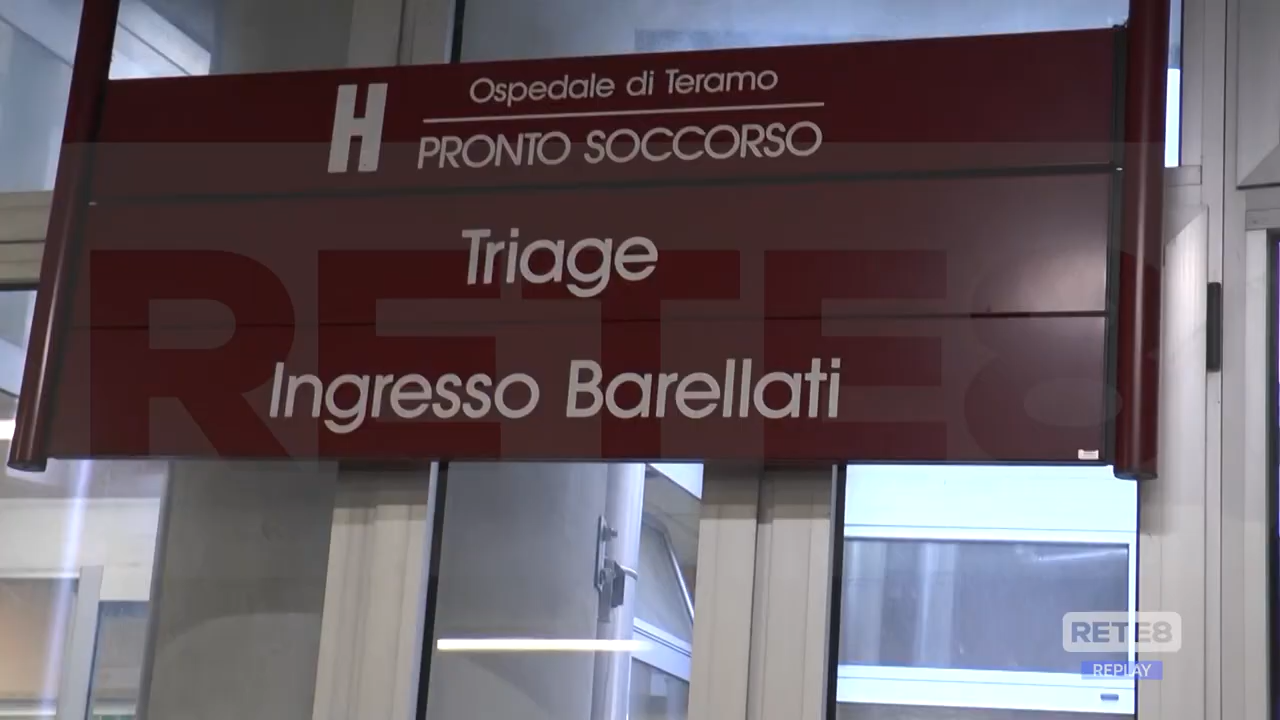 H
Ospedale di Teramo
PRONTO SOCCORSO
Triage
Ingresso Barellati
RETE8
RETE8
REPLAY